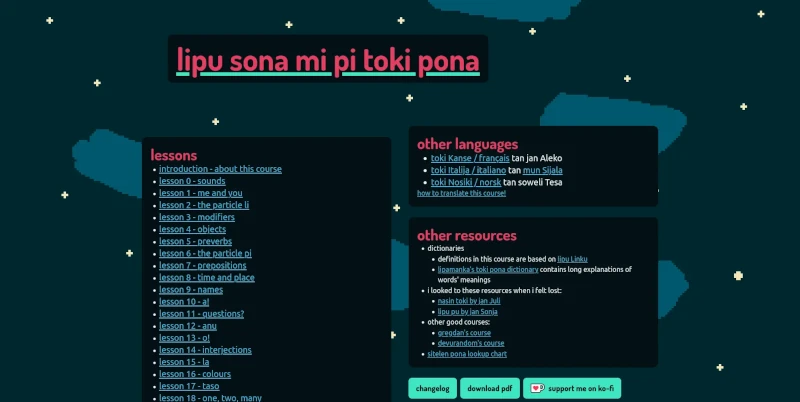 lipu sona mi pi toki pona
lessons
introduction - about this course
lesson 0 - sounds
lesson 1 - me and you
lesson 2 - the particle li
lesson 3 - modifiers
lesson 4 - objects
lesson 5 - preverbs
lesson 6 - the particle pi
lesson 7 - prepositions
lesson 8 - time and place
lesson 9 - names
lesson 10 - a!
lesson 11 - questions?
lesson 12 - anu
lesson 13 - o!
lesson 14 - interjections
lesson 15 - la
lesson 16 - colours
lesson 17 - taso
lesson 18 - one, two, many
other languages
toki Kanse / français tan jan Aleko
toki Italija / italiano tan mun Sijala
toki Nosiki / norsk tan soweli Tesa
how to translate this course!
other resources
dictionaries
definitions in this course are based on lipu Linku
lipamanka's toki pona dictionary contains long explanations of
words' meanings
i looked to these resources when i felt lost:
nasin toki by jan Juli
lipu pu by jan Sonja
other good courses:
gregdan's course
devurandom's course
sitelen pona lookup chart
changelog
download pdf
support me on ko-fi